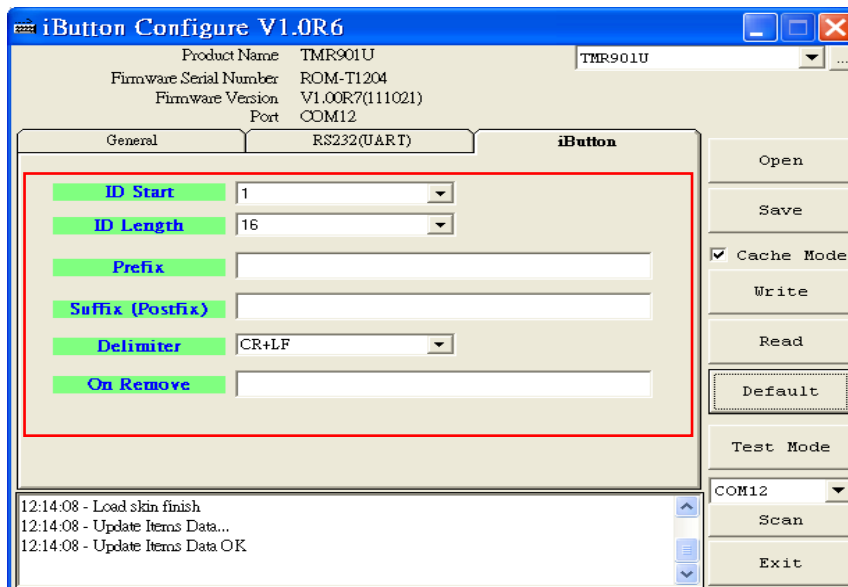 iButton Configure V1.0R6
Product Name TMR901U
TMR901U
...
Firmware Serial Number ROM-T1204
Firmware Version V1.00R7(111021)
Port COM12
General RS232(UART) iButton
ID Start 1
ID Length 16
Prefix
Suffix (Postfix)
Delimiter CR+LF
On Remove
Open
Save
Cache Mode
Write
Read
Default
Test Mode
COM12
Scan
Exit
12:14:08 - Load skin finish
12:14:08 - Update Items Data...
12:14:08 - Update Items Data OK